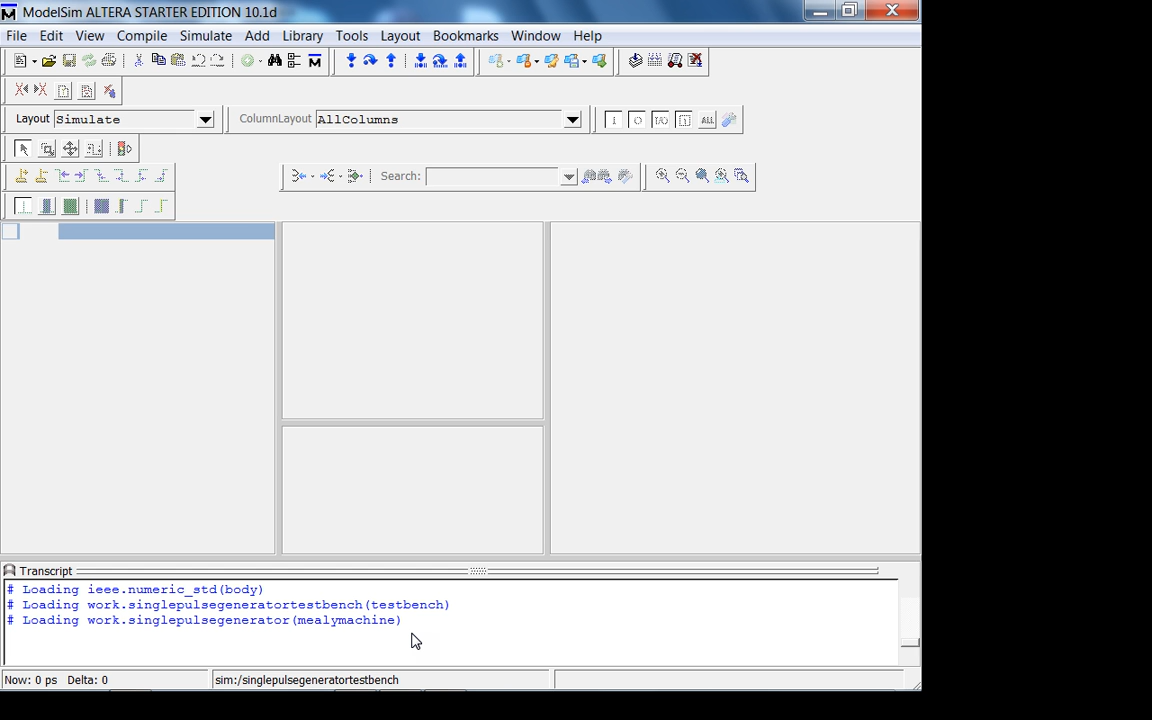 ModelSim ALTERA STARTER EDITION 10.1d
File Edit View Compile Simulate Add Library Tools Layout Bookmarks Window Help
Layout Simulate ColumnLayout AllColumns
Search:
Transcript
# Loading ieee.numeric_std(body)
# Loading work.singlepulsegeneratortestbench(testbench)
# Loading work.singlepulsegenerator(mealymachine)
Now: 0 ps Delta: 0 sim:/singlepulsegeneratortestbench